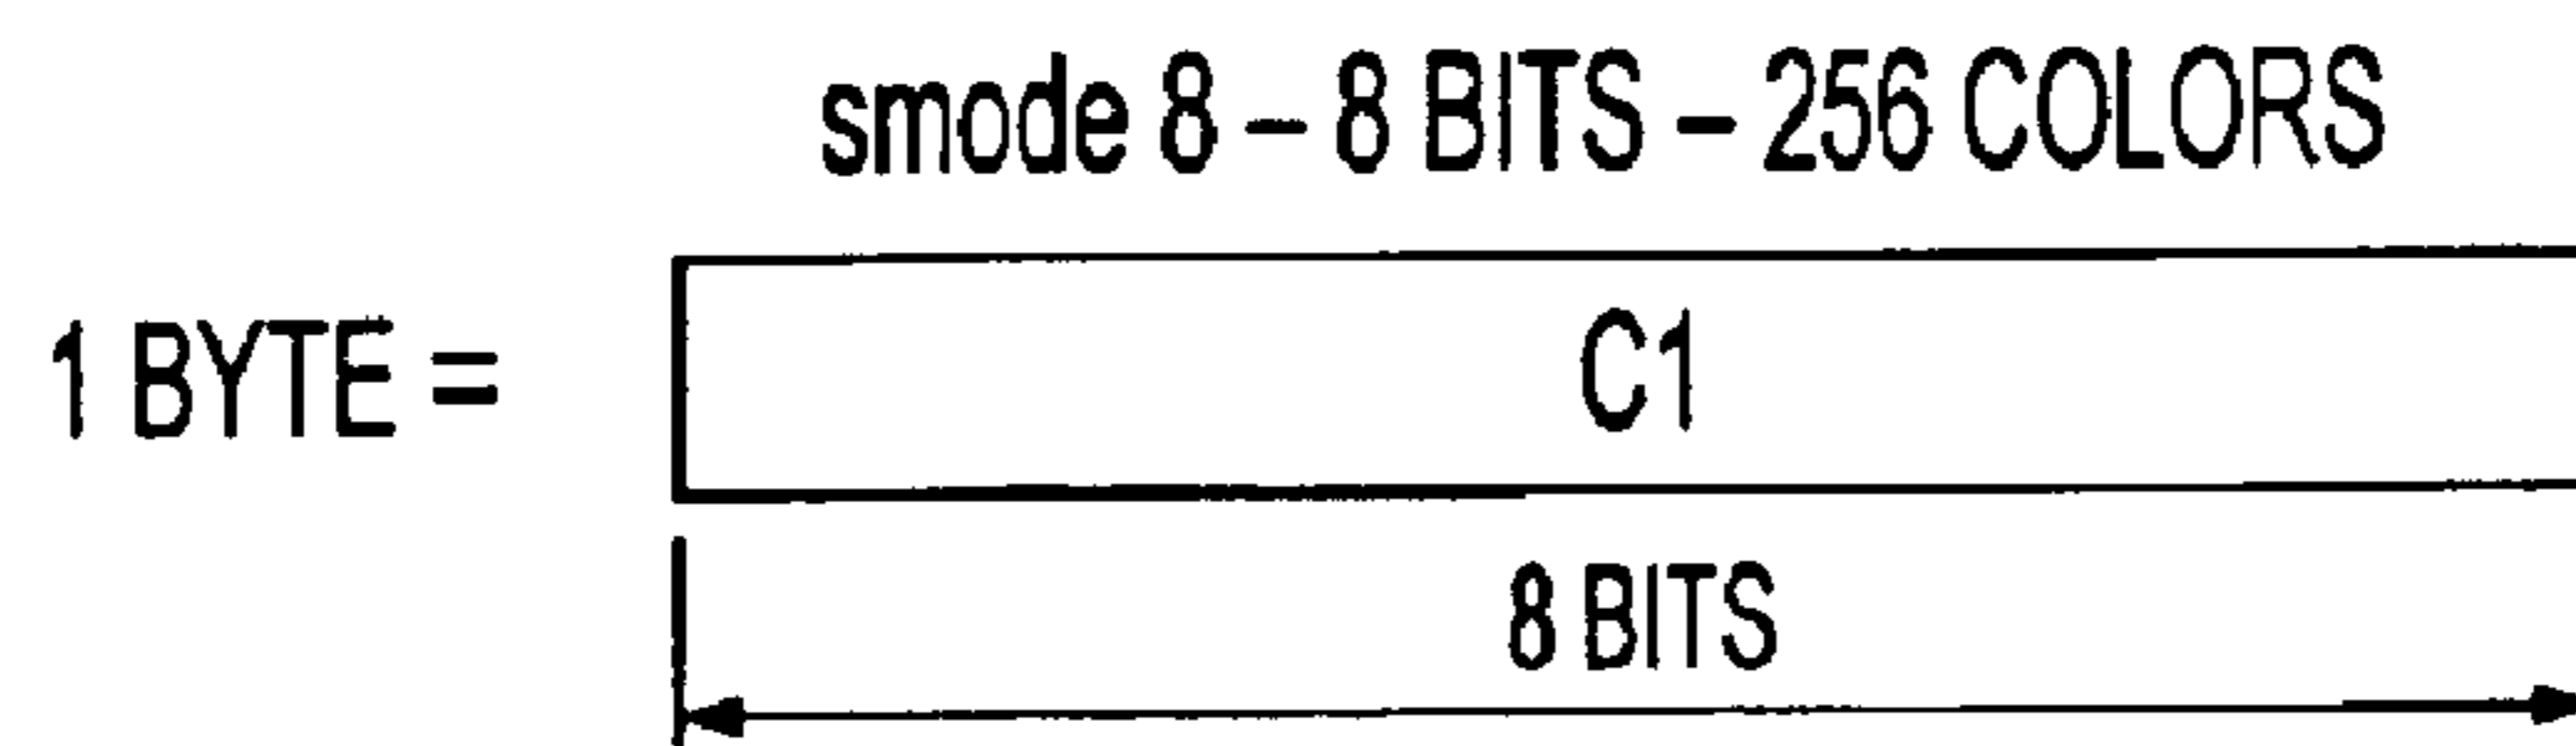 smode 8 – 8 BITS – 256 COLORS
1 BYTE = C1
8 BITS